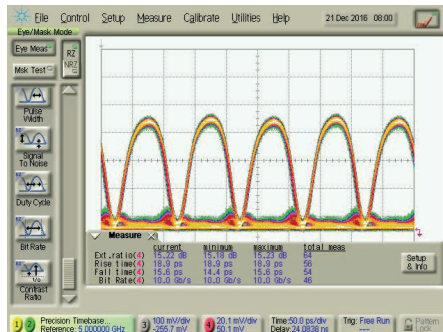 File Control Setup Measure Calibrate Utilities Help 21 Dec 2016 08:00
Eye/Mask Mode
Eye Meas
RZ
NRZ
Msk Test
Pulse Width
Signal To Noise
Duty Cycle
Bit Rate
Contrast Ratio
Measure
current minimum maximum total meas
Ext.ratio(4) 15.22 dB 15.18 dB 15.23 dB 64
Rise time(4) 18.9 ps 18.9 ps 18.9 ps 56
Fall time(4) 15.6 ps 14.4 ps 15.6 ps 54
Bit Rate(4) 10.0 Gb/s 10.0 Gb/s 10.0 Gb/s 46
Setup & Info
1 2 Precision Timebase... 3 100 mV/div 4 20.1 mV/div Time:50.0 ps/div Trig: Free Run Pattern
Reference: 5.000000 GHz -255.7 mV 50.1 mV Delay:24.0838 ns --- Lock